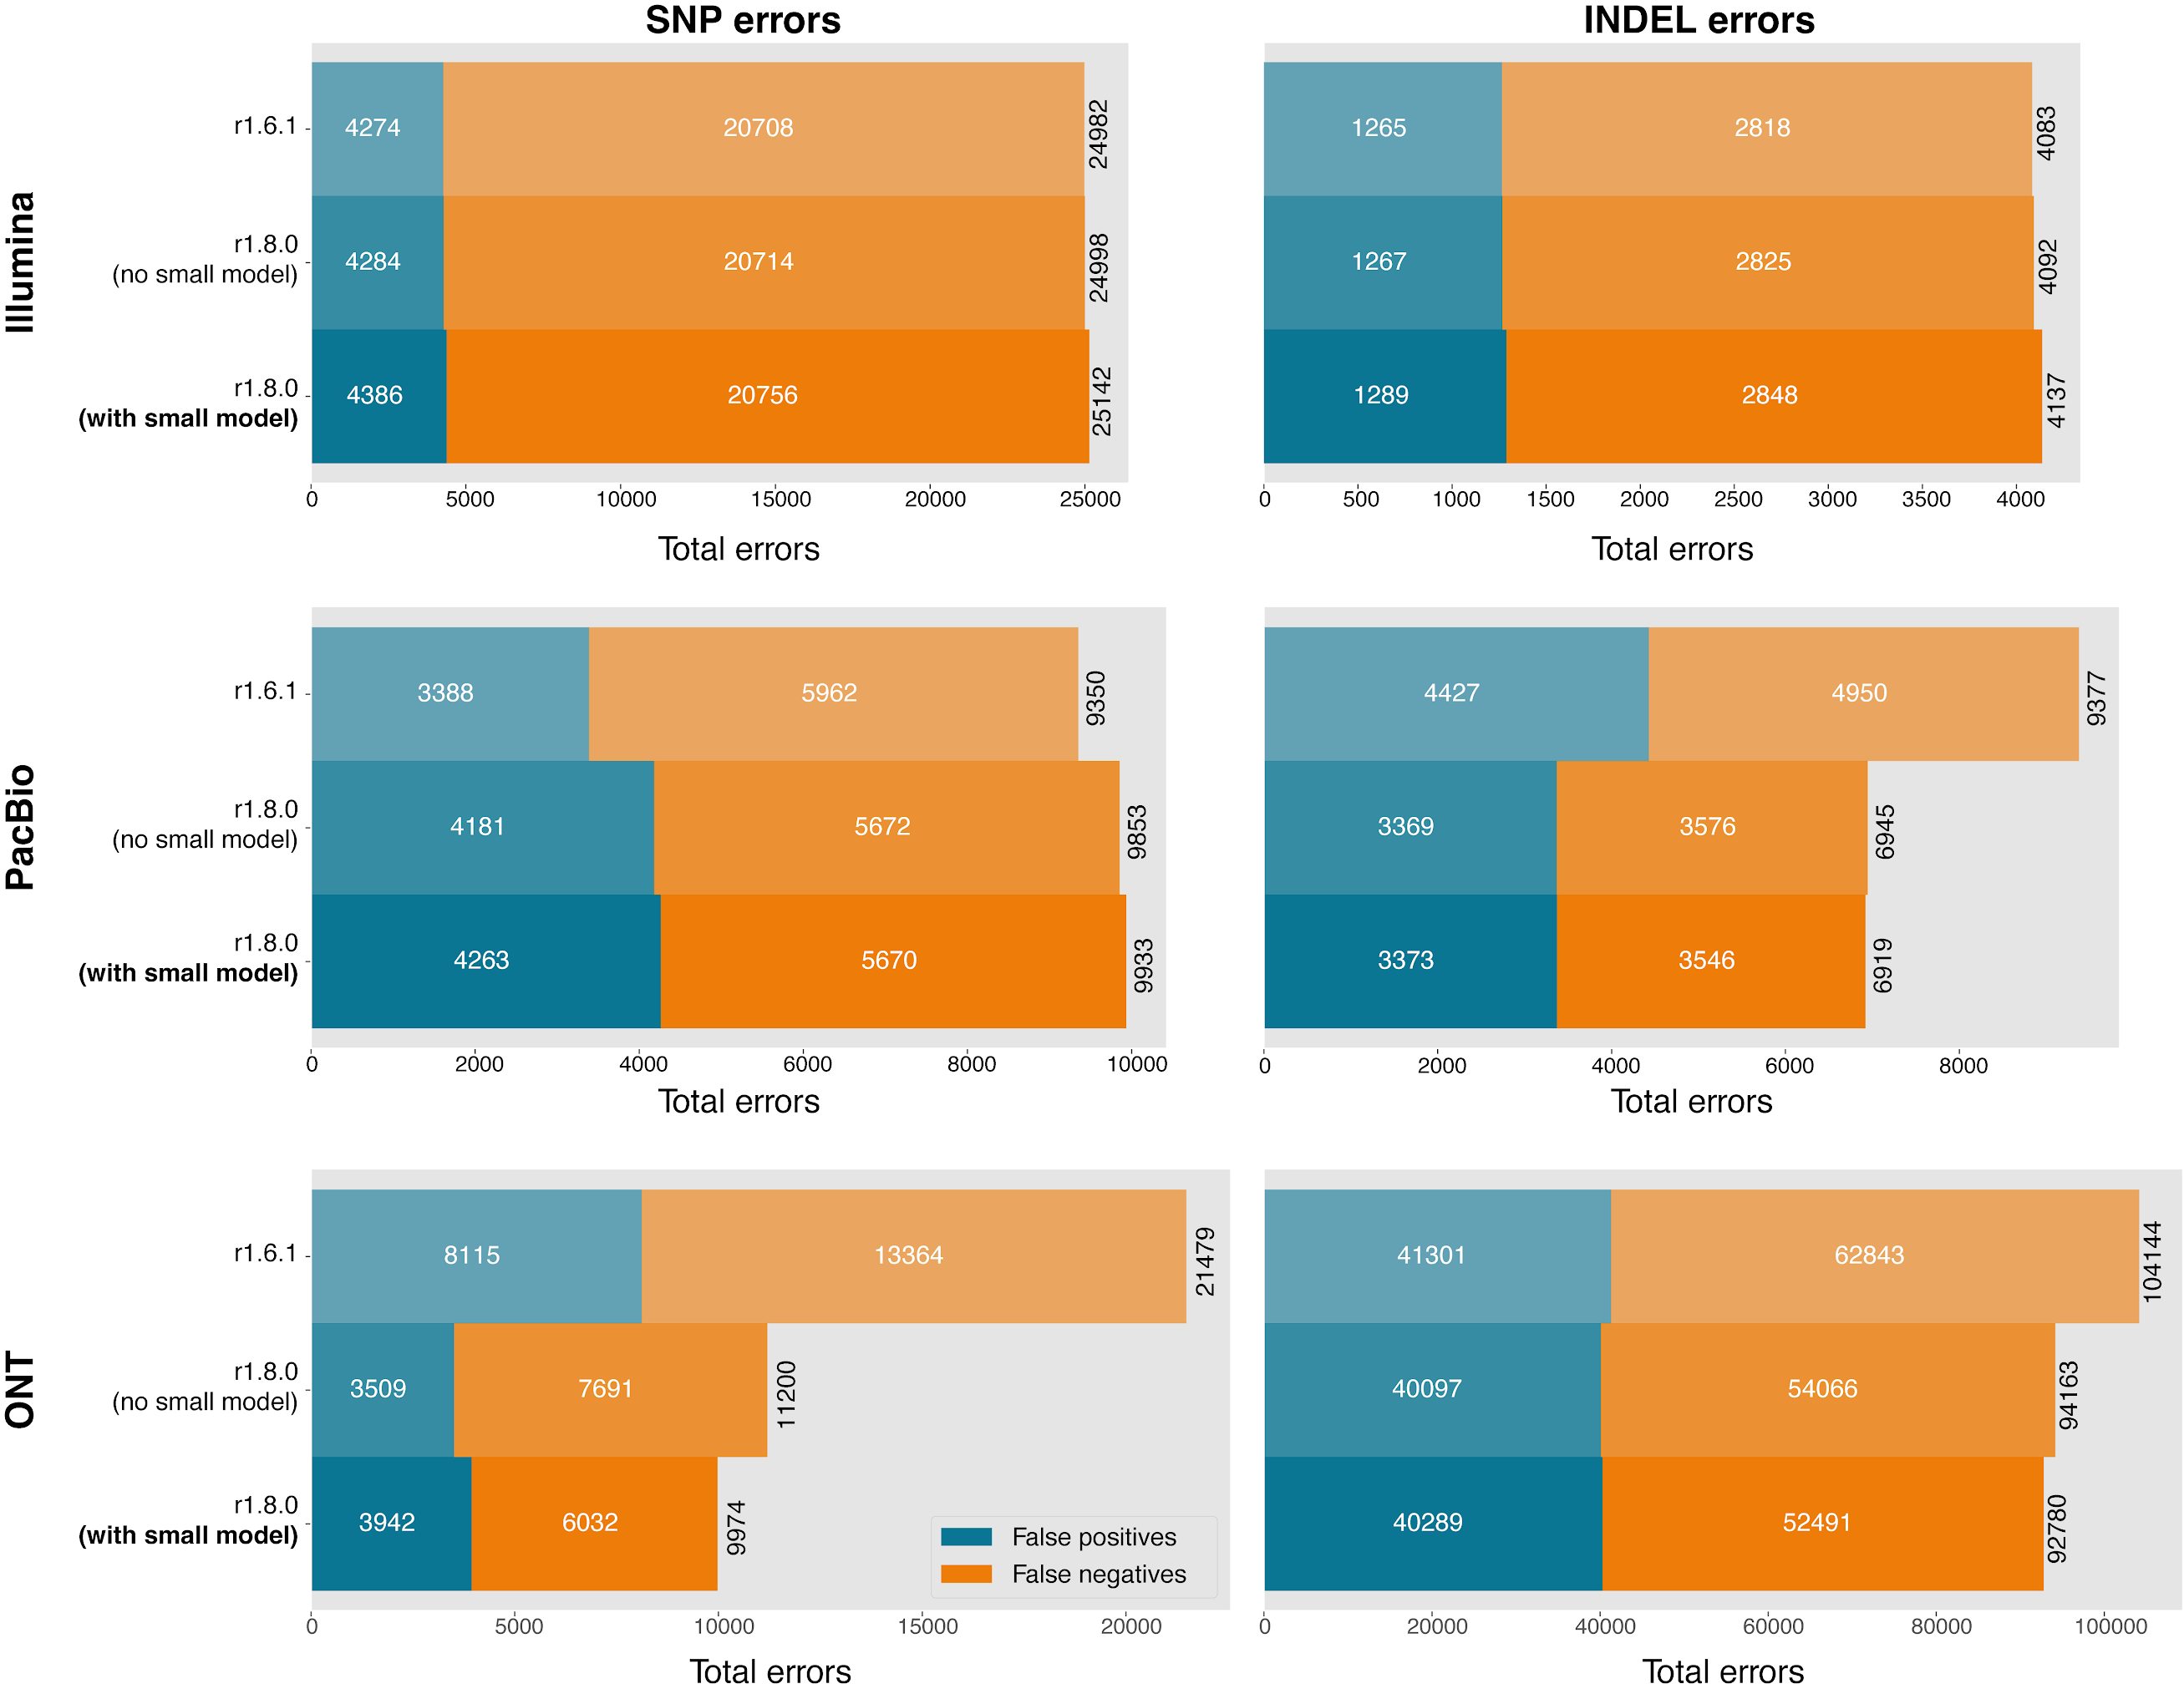 SNP errors
INDEL errors
Illumina
r1.6.1
4274
20708
24982
r1.8.0
(no small model)
4284
20714
24998
r1.8.0
(with small model)
4386
20756
25142
0 5000 10000 15000 20000 25000
Total errors
1265
2818
4083
1267
2825
4092
1289
2848
4137
0 500 1000 1500 2000 2500 3000 3500 4000
Total errors
PacBio
r1.6.1
3388
5962
9350
r1.8.0
(no small model)
4181
5672
9853
r1.8.0
(with small model)
4263
5670
9933
0 2000 4000 6000 8000 10000
Total errors
4427
4950
9377
3369
3576
6945
3373
3546
6919
0 2000 4000 6000 8000
Total errors
ONT
r1.6.1
8115
13364
21479
r1.8.0
(no small model)
3509
7691
11200
r1.8.0
(with small model)
3942
6032
9974
False positives
False negatives
0 5000 10000 15000 20000
Total errors
41301
62843
104144
40097
54066
94163
40289
52491
92780
0 20000 40000 60000 80000 100000
Total errors